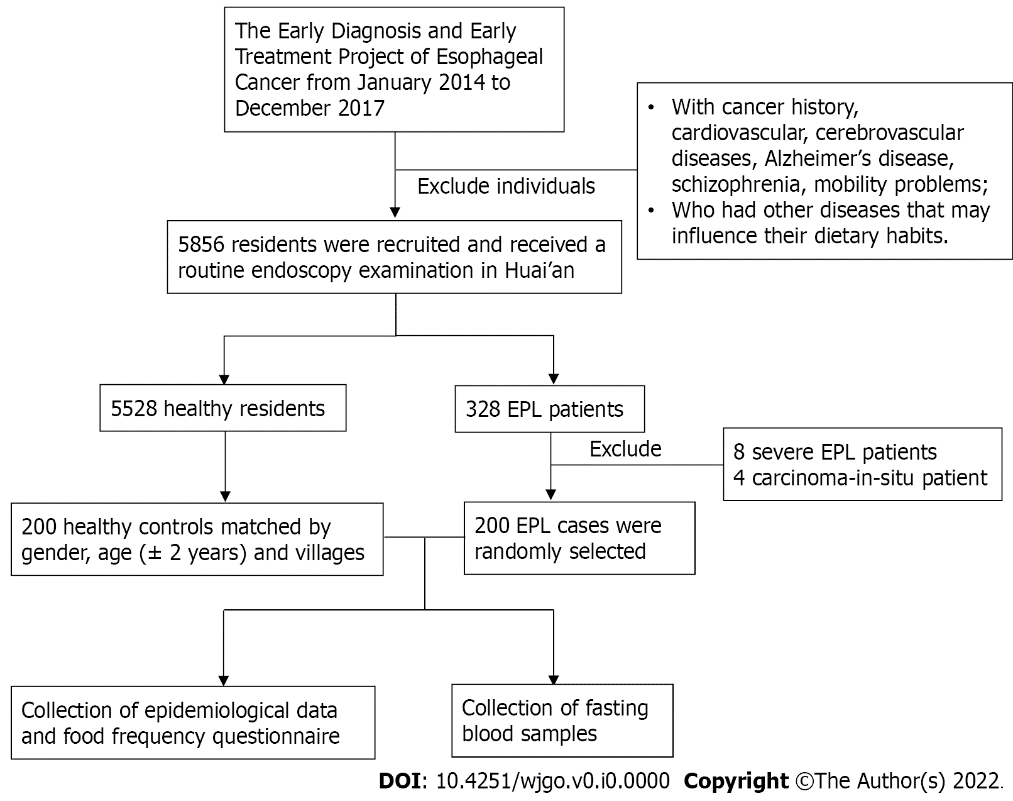 The Early Diagnosis and Early
Treatment Project of Esophageal
Cancer from January 2014 to
December 2017
• With cancer history,
cardiovascular, cerebrovascular
diseases, Alzheimer's disease,
schizophrenia, mobility problems;
• Who had other diseases that may
influence their dietary habits.
Exclude individuals
5856 residents were recruited and received a
routine endoscopy examination in Huai'an
5528 healthy residents
328 EPL patients
Exclude
8 severe EPL patients
4 carcinoma-in-situ patient
200 healthy controls matched by
gender, age (± 2 years) and villages
200 EPL cases were
randomly selected
Collection of epidemiological data
and food frequency questionnaire
Collection of fasting
blood samples
DOI: 10.4251/wjgo.v0.i0.0000 Copyright ©The Author(s) 2022.